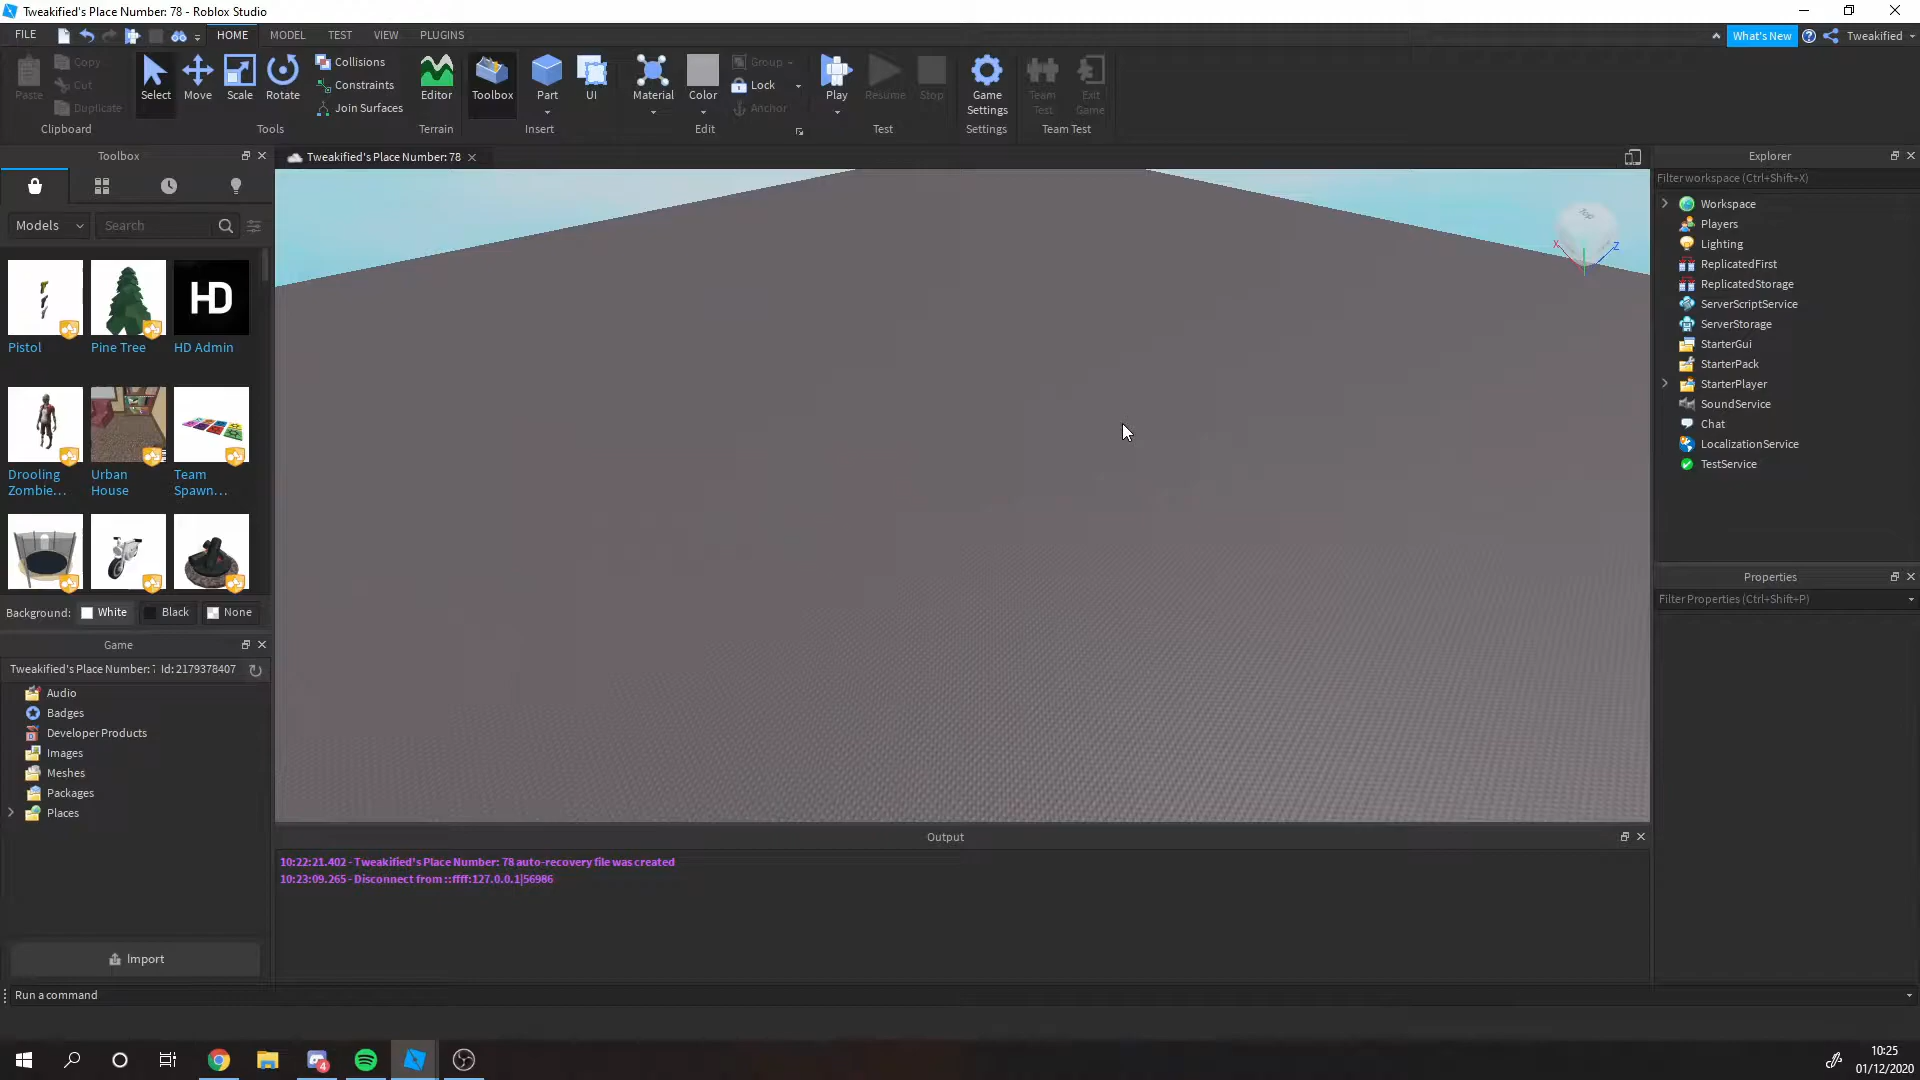 Tweakified's Place Number: 78 - Roblox Studio
FILE HOME MODEL TEST VIEW PLUGINS What's New Tweakified
Paste Copy Cut Duplicate
Clipboard
Select Move Scale Rotate
Collisions
Constraints
Join Surfaces
Tools
Editor
Terrain
Toolbox Part UI
Insert
Material Color
Group
Lock
Anchor
Edit
Play Resume Stop
Test
Game Settings
Settings
Team Test
Exit Game
Team Test
Toolbox
Models Search
Pistol Pine Tree HD Admin
HD
Drooling Zombie...
Urban House
Team Spawn...
Background: White Black None
Game
Tweakified's Place Number: Id: 2179378407
Audio
Badges
Developer Products
Images
Meshes
Packages
Places
Import
Tweakified's Place Number: 78
TOP
X Z
Output
10:22:21.402 - Tweakified's Place Number: 78 auto-recovery file was created
10:23:09.265 - Disconnect from ::ffff:127.0.0.1|56986
Run a command
Explorer
Filter workspace (Ctrl+Shift+X)
Workspace
Players
Lighting
ReplicatedFirst
ReplicatedStorage
ServerScriptService
ServerStorage
StarterGui
StarterPack
StarterPlayer
SoundService
Chat
LocalizationService
TestService
Properties
Filter Properties (Ctrl+Shift+P)
4
10:25
01/12/2020